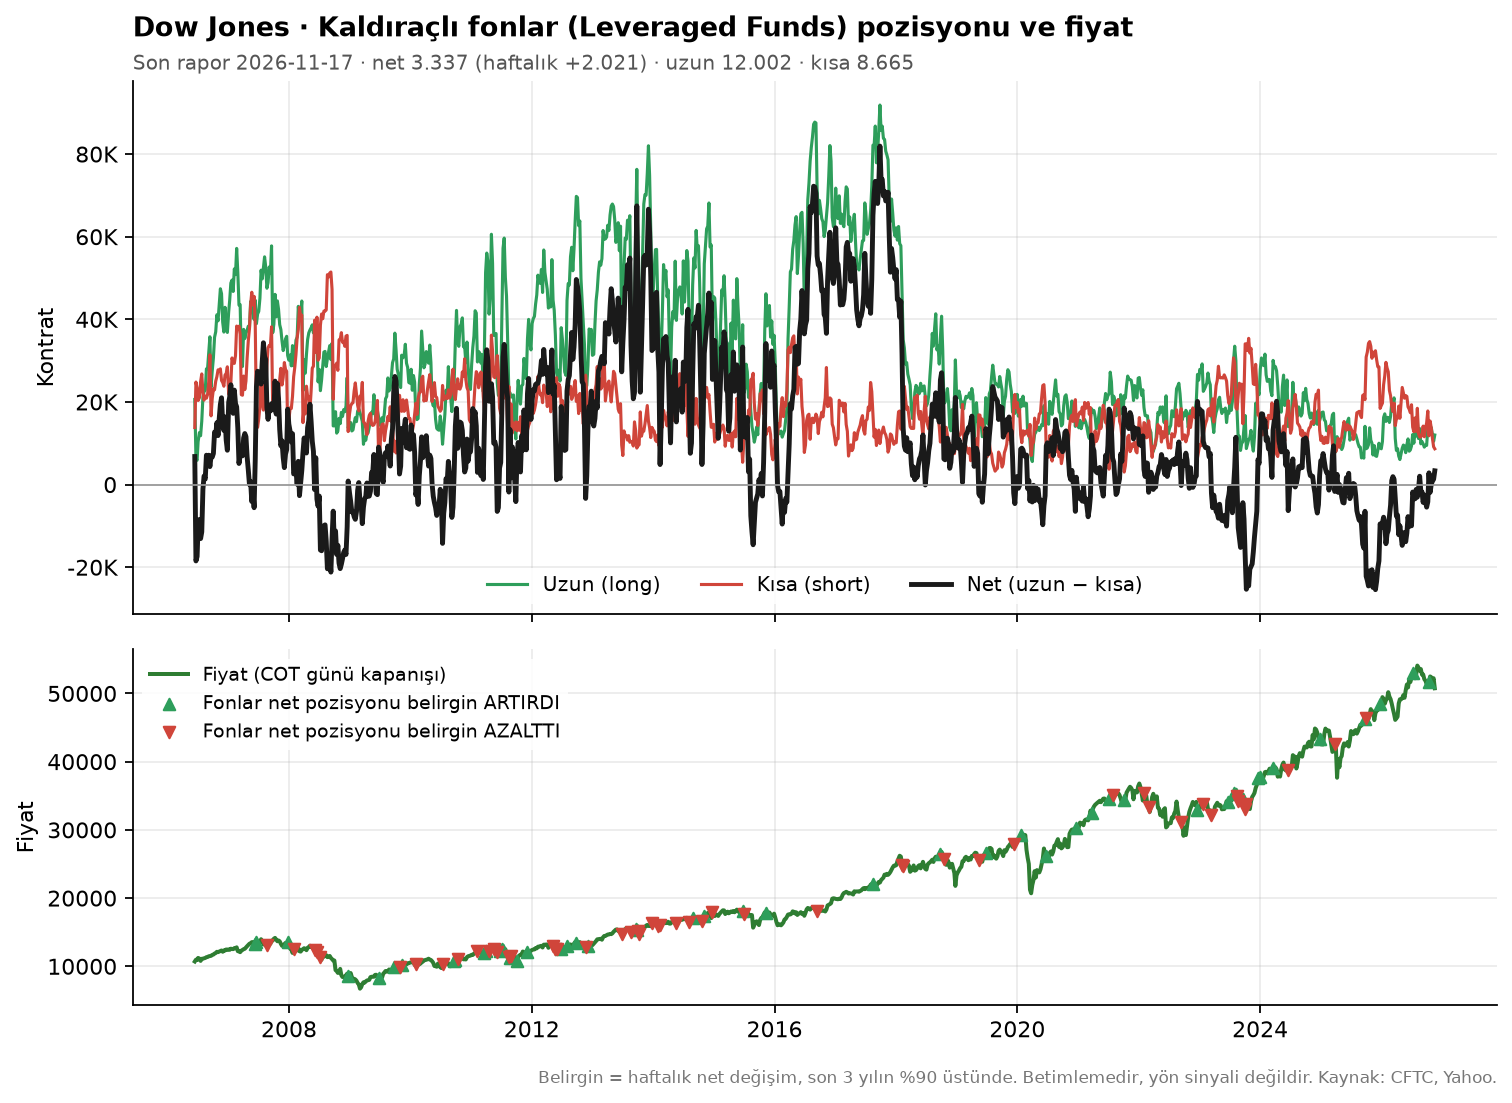 Dow Jones · Kaldıraçlı fonlar (Leveraged Funds) pozisyonu ve fiyat
Son rapor 2026-11-17 · net 3.337 (haftalık +2.021) · uzun 12.002 · kısa 8.665
Kontrat
80K
60K
40K
20K
0
-20K
Uzun (long)
Kısa (short)
Net (uzun − kısa)
Fiyat
50000
40000
30000
20000
10000
Fiyat (COT günü kapanışı)
Fonlar net pozisyonu belirgin ARTIRDI
Fonlar net pozisyonu belirgin AZALTTI
2008
2012
2016
2020
2024
Belirgin = haftalık net değişim, son 3 yılın %90 üstünde. Betimlemedir, yön sinyali değildir. Kaynak: CFTC, Yahoo.